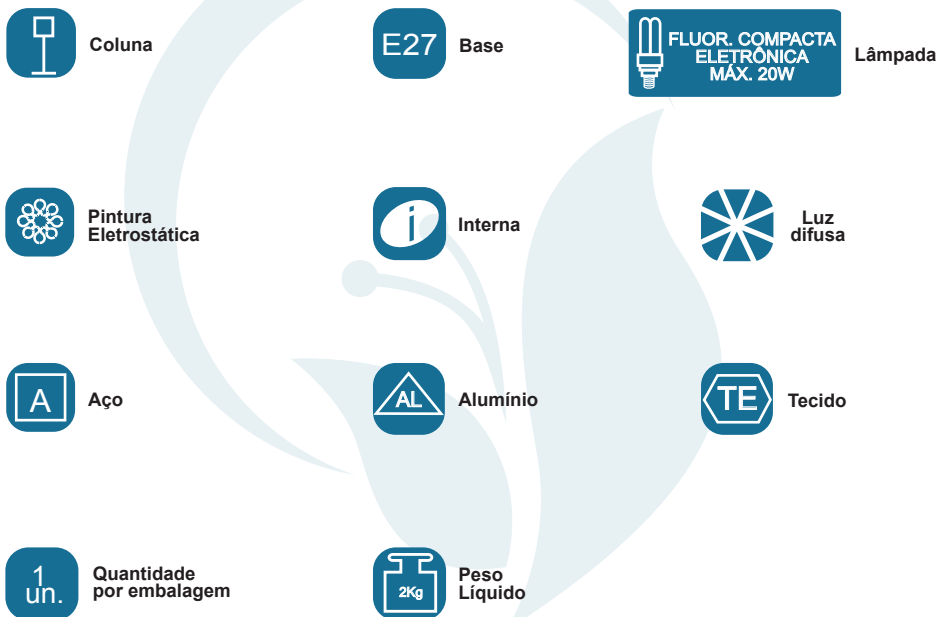 Coluna
E27
Base
FLUOR. COMPACTA
ELETRÔNICA
MÁX. 20W
Lâmpada
Pintura
Eletrostática
i
Interna
Luz
difusa
A
Aço
AL
Alumínio
TE
Tecido
1
un.
Quantidade
por embalagem
2Kg
Peso
Líquido